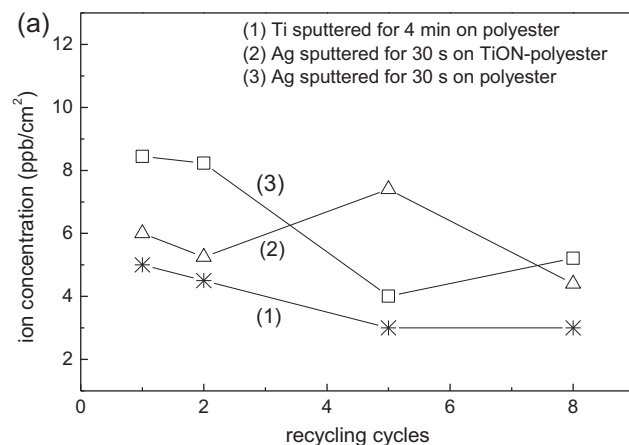 (a)
(1) Ti sputtered for 4 min on polyester
(2) Ag sputtered for 30 s on TiON-polyester
(3) Ag sputtered for 30 s on polyester
12
10
8
6
4
2
ion concentration (ppb/cm²)
(3)
(2)
(1)
0 2 4 6 8
recycling cycles